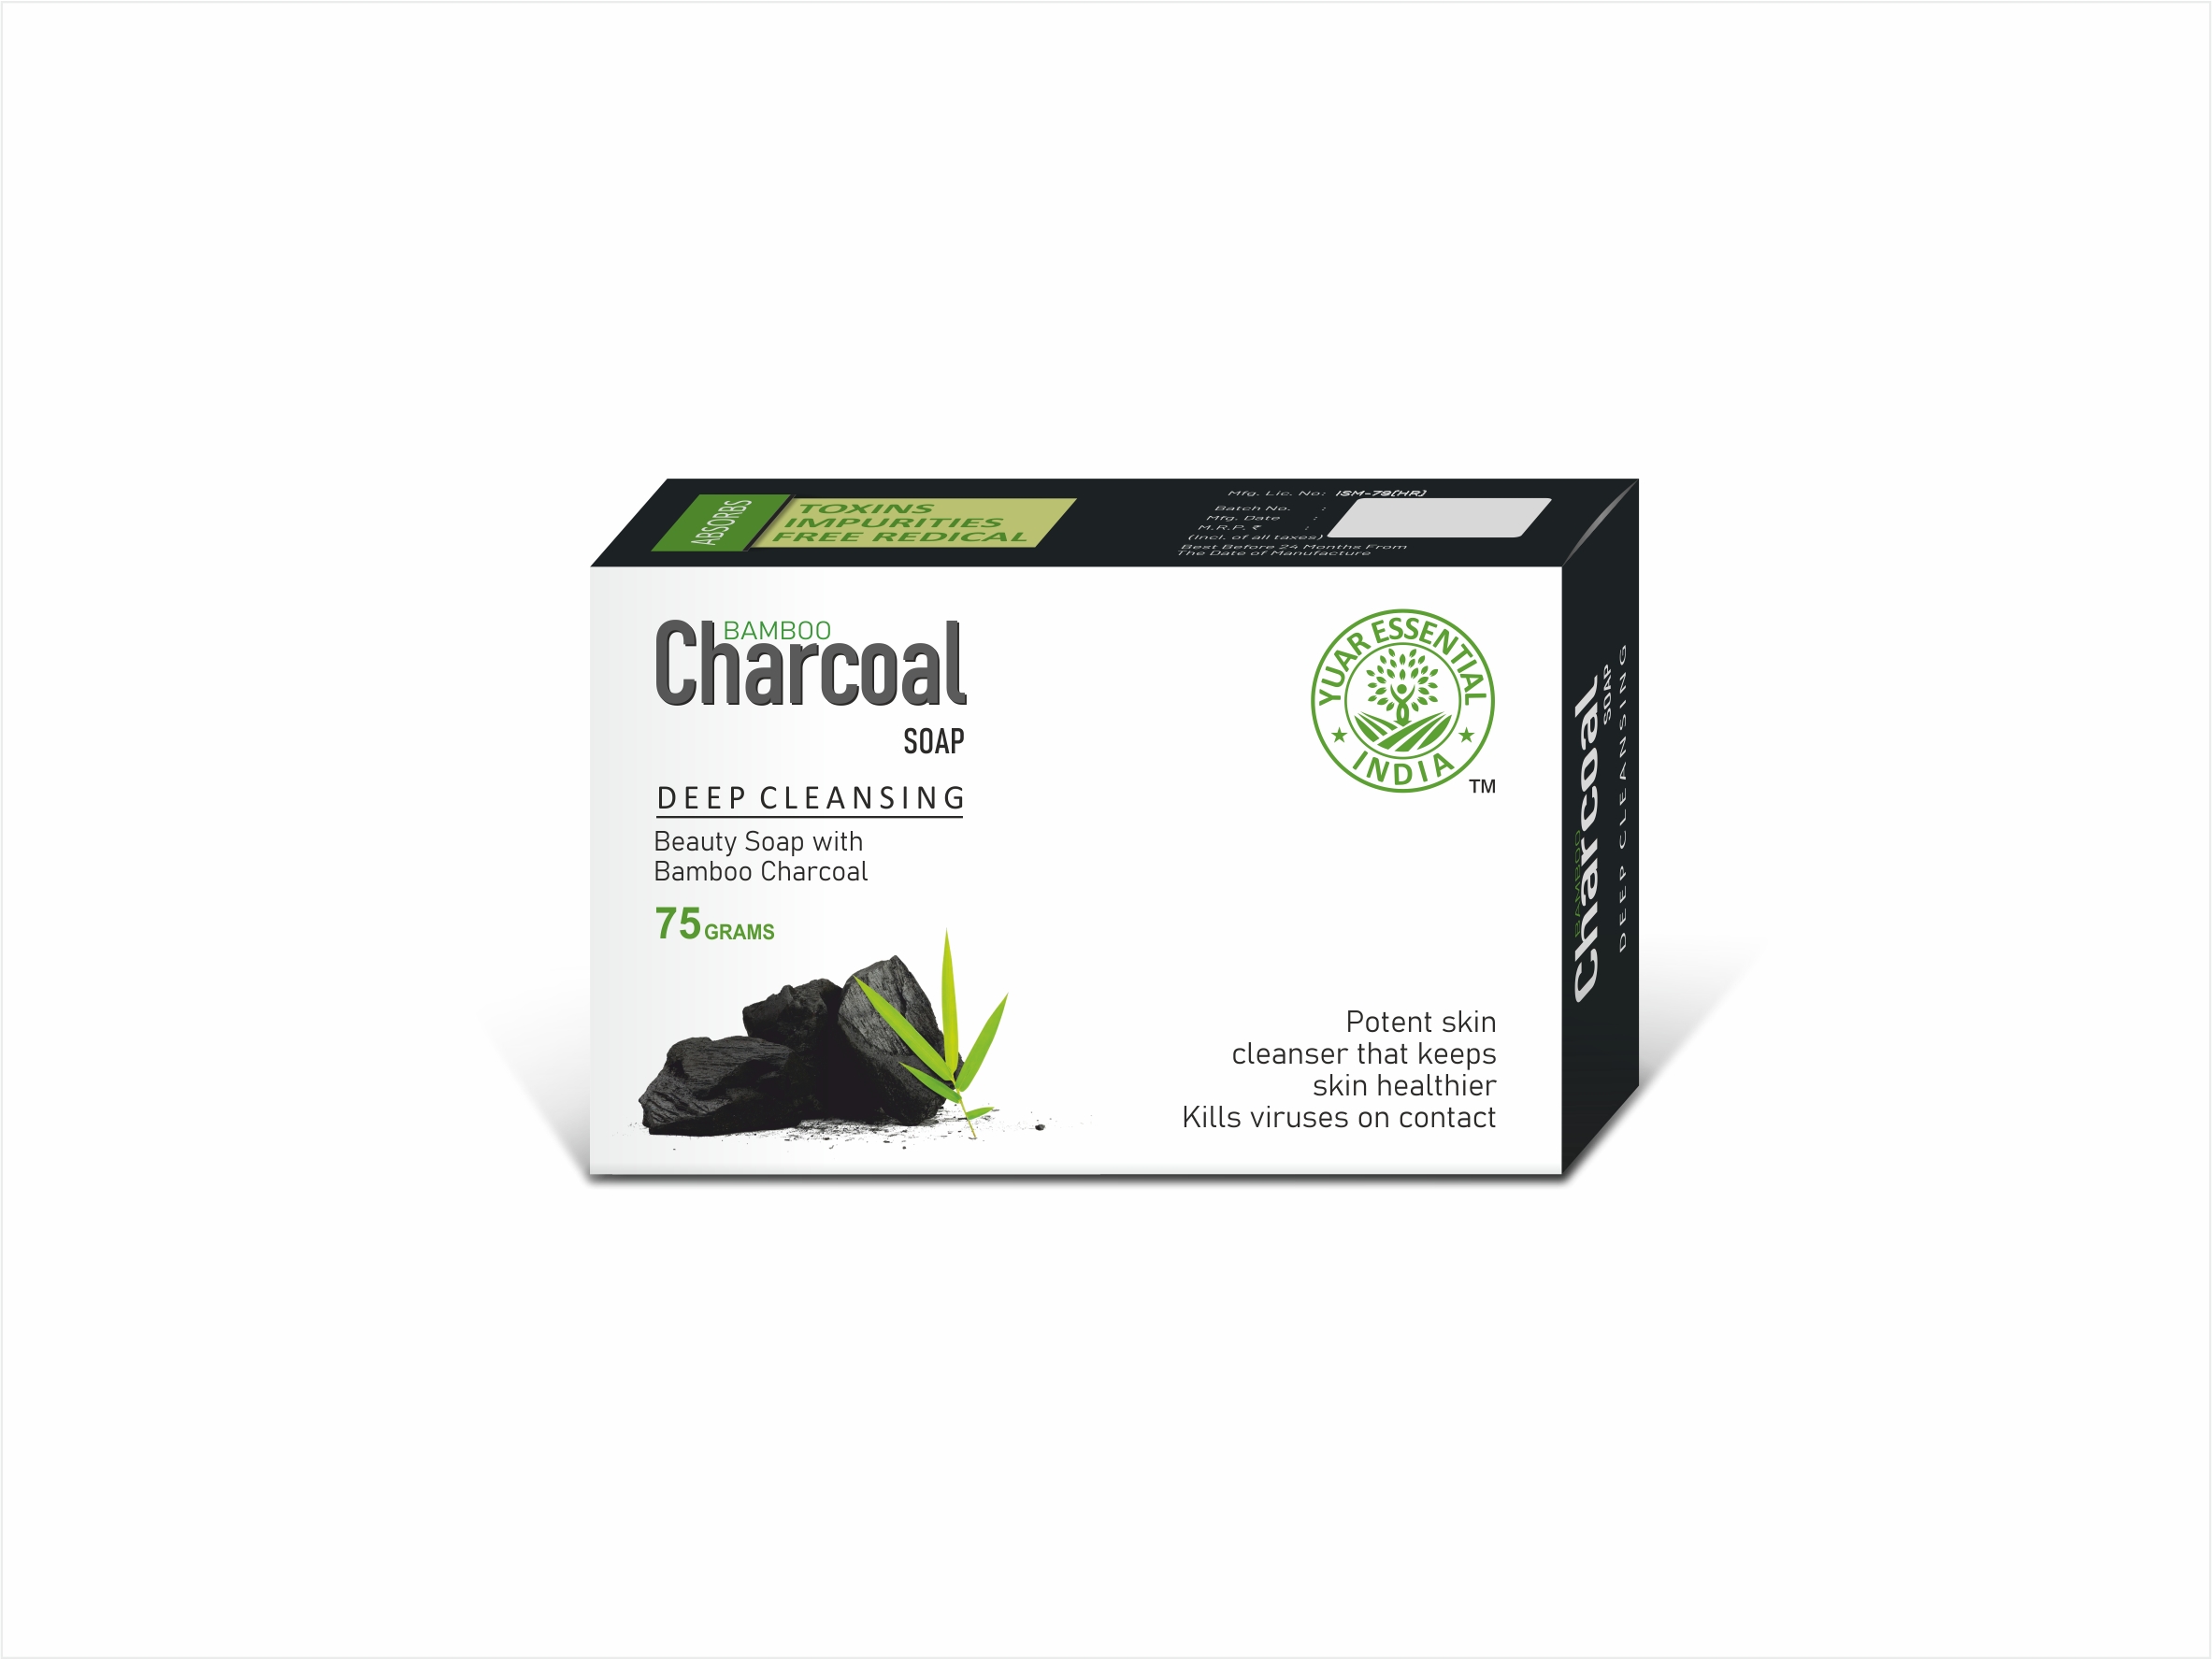 ABSORBS
TOXINS
IMPURITIES
FREE REDICAL
Mfg. Lic. No: ISM-79(HR)
Batch No. :
Mfg. Date :
M.R.P. ₹ :
(Incl. of all taxes)
Best Before 24 Months From
The Date of Manufacture
BAMBOO
Charcoal
SOAP
DEEP CLEANSING
Beauty Soap with
Bamboo Charcoal
75 GRAMS
YUAR ESSENTIAL
INDIA
TM
Potent skin
cleanser that keeps
skin healthier
Kills viruses on contact
BAMBOO
Charcoal
SOAP
DEEP CLEANSING